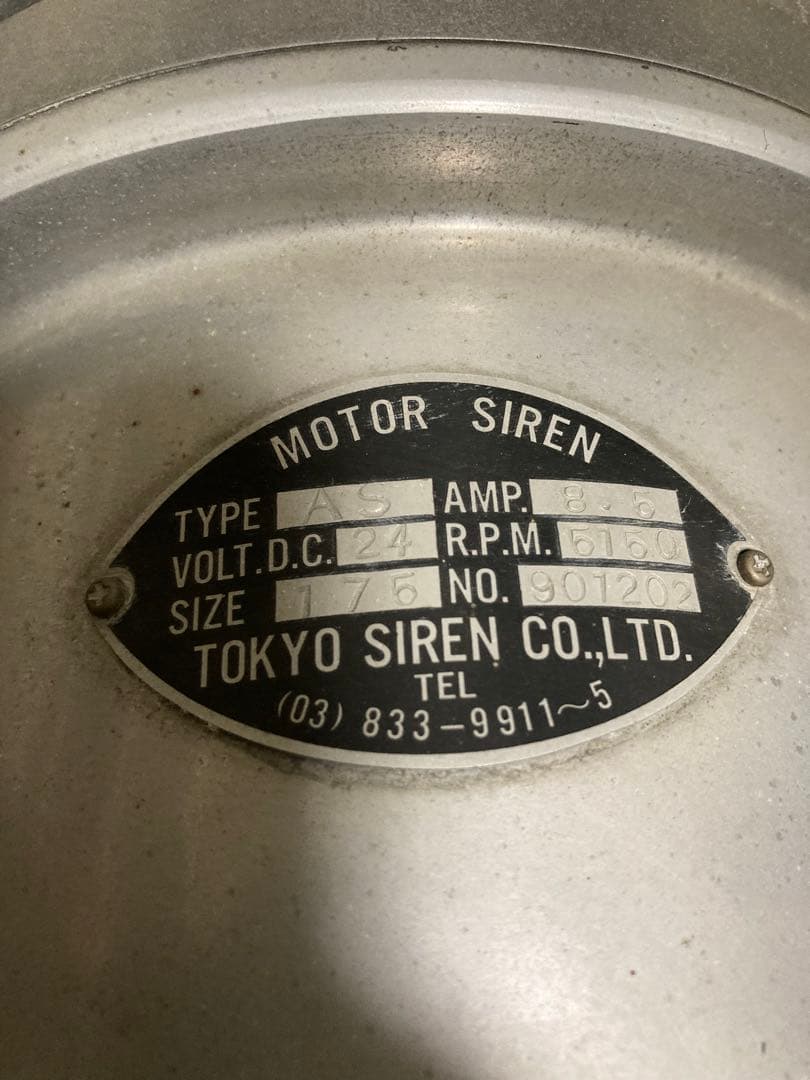 MOTOR SIREN
TYPE AS AMP. 8.5
VOLT.D.C. 24 R.P.M. 5150
SIZE 175 NO. 901202
TOKYO SIREN CO.,LTD.
TEL
(03) 833-9911~5